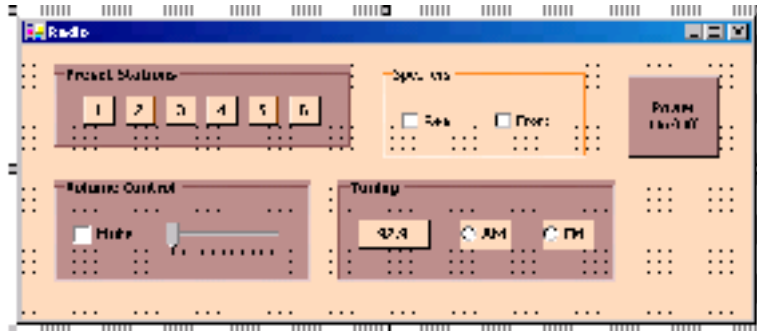 Radio
Preset Stations
Speakers
1 2 3 4 5 6
Rear Front
Power
On/Off
Volume Control
Tuning
Mute
92.9 AM FM